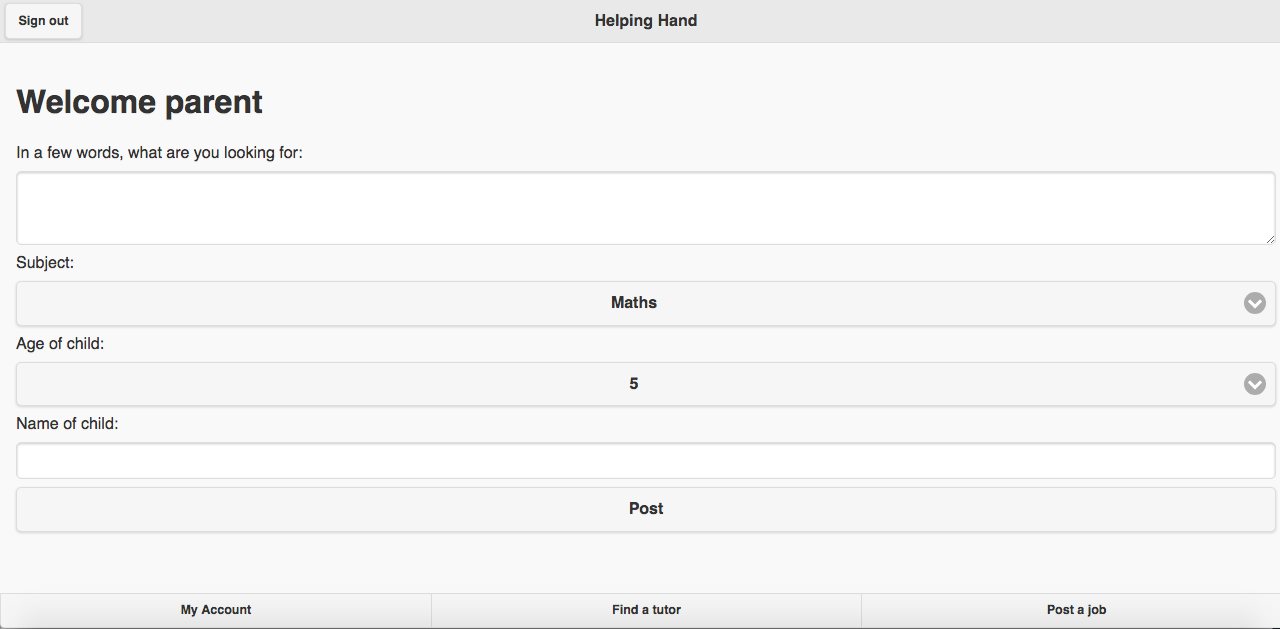 Sign out
Helping Hand
Welcome parent
In a few words, what are you looking for:
Subject:
Maths
Age of child:
5
Name of child:
Post
My Account
Find a tutor
Post a job